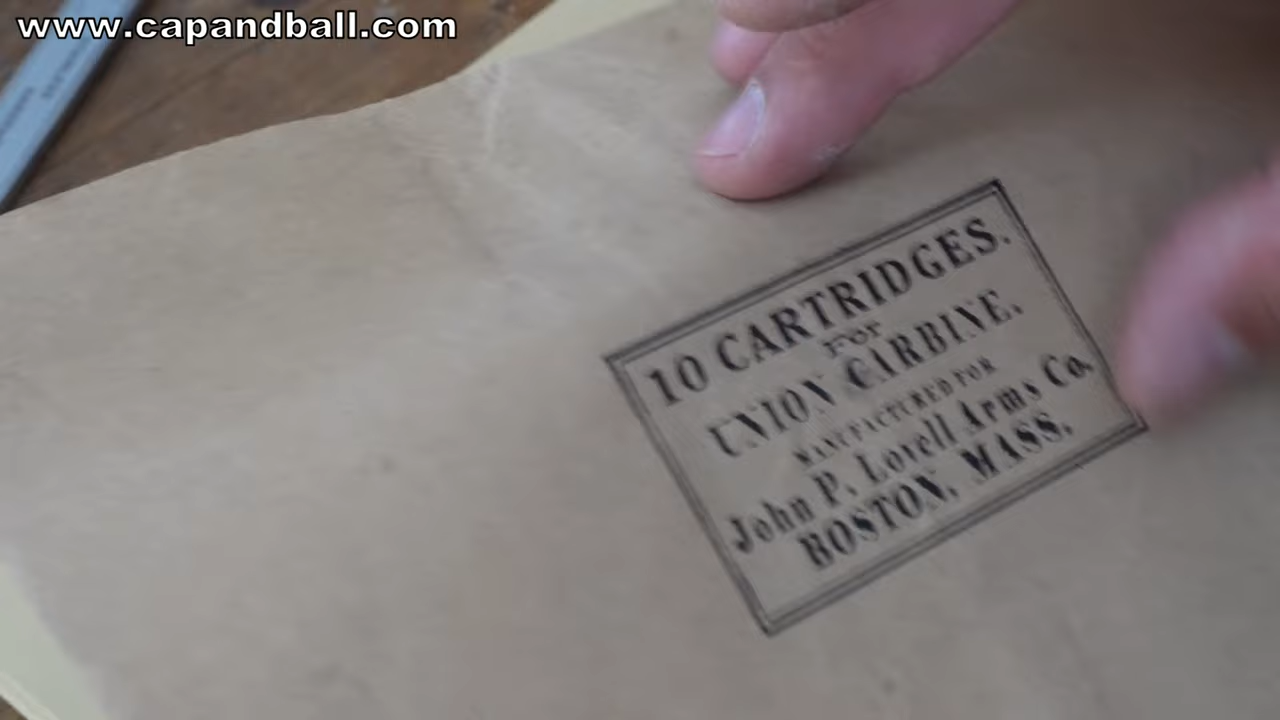 www.capandball.com
10 CARTRIDGES.
FOR
UNION CARBINE.
MANUFACTURED FOR
John P. Lovell Arms Co.
BOSTON, MASS.